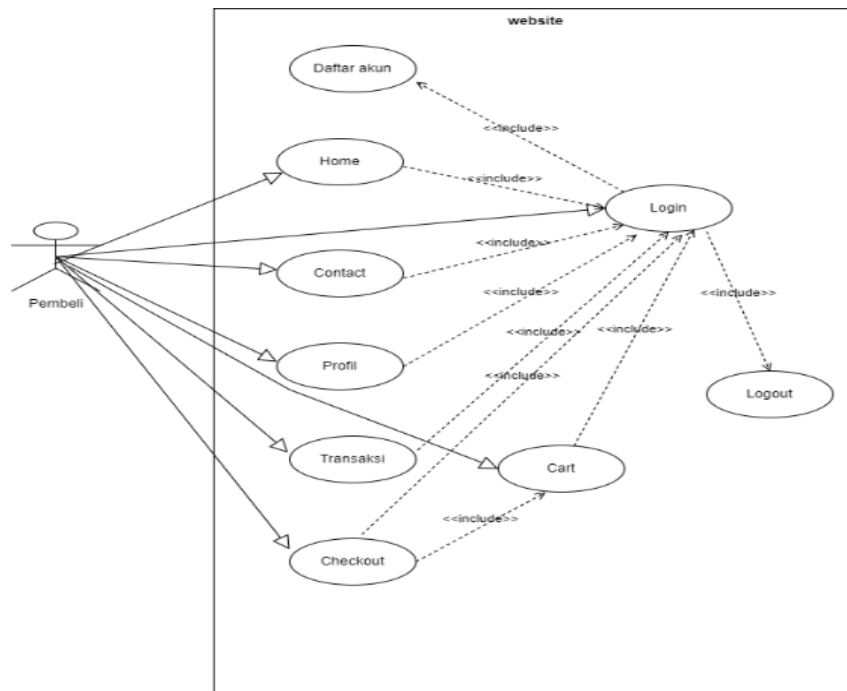 website
Daftar akun
<<include>>
Home
<<include>>
Login
<<include>>
Contact
<<include>>
<<include>>
Pembeli
<<include>>
<<include>>
Profil
<<include>>
Logout
Transaksi
Cart
<<include>>
Checkout